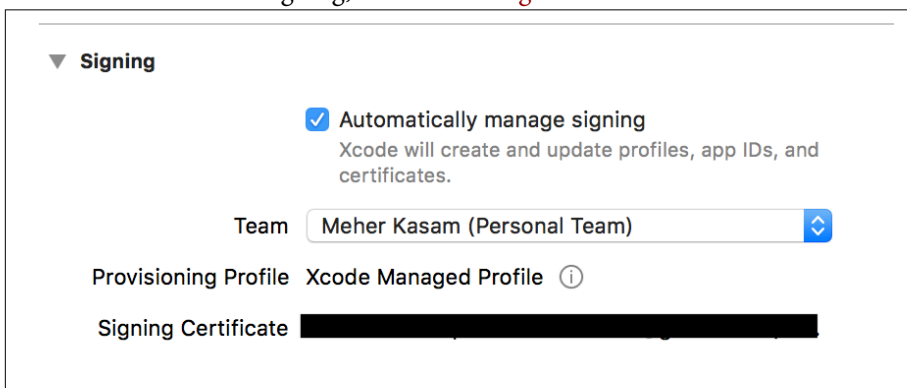 Signing
Automatically manage signing
Xcode will create and update profiles, app IDs, and
certificates.
Team Meher Kasam (Personal Team)
Provisioning Profile Xcode Managed Profile
Signing Certificate